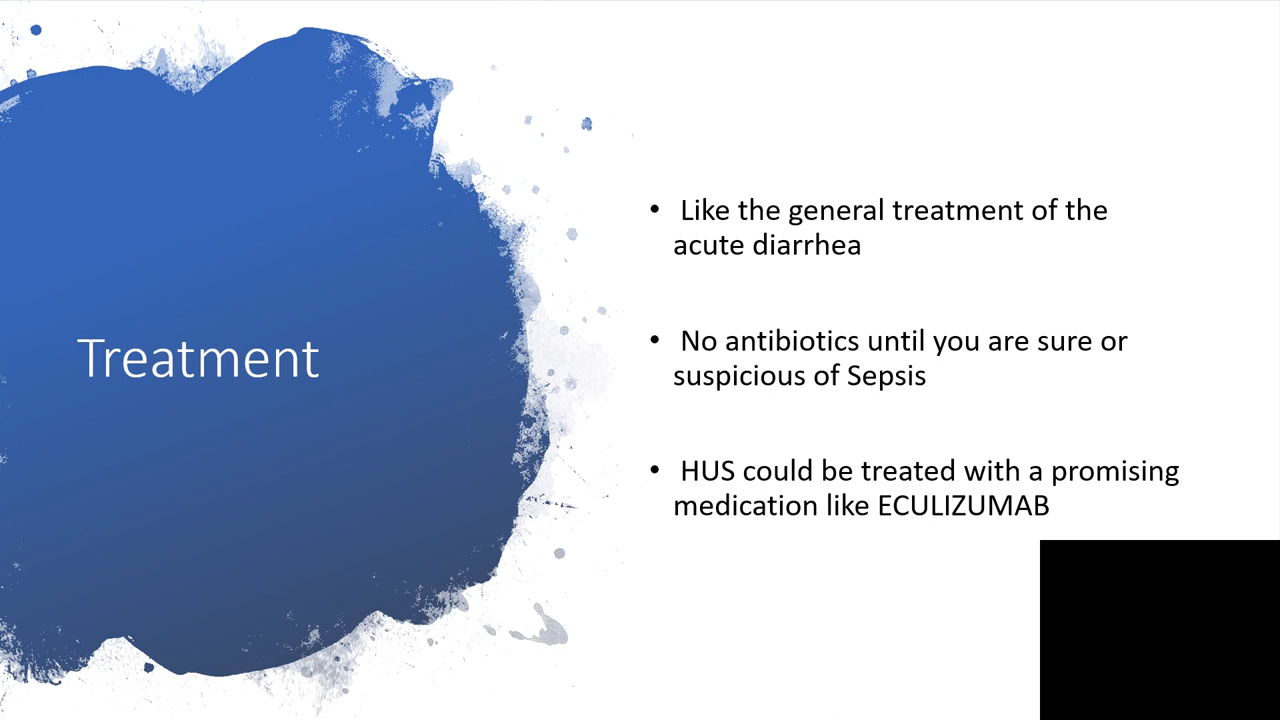 Treatment
• Like the general treatment of the
acute diarrhea
• No antibiotics until you are sure or
suspicious of Sepsis
• HUS could be treated with a promising
medication like ECULIZUMAB